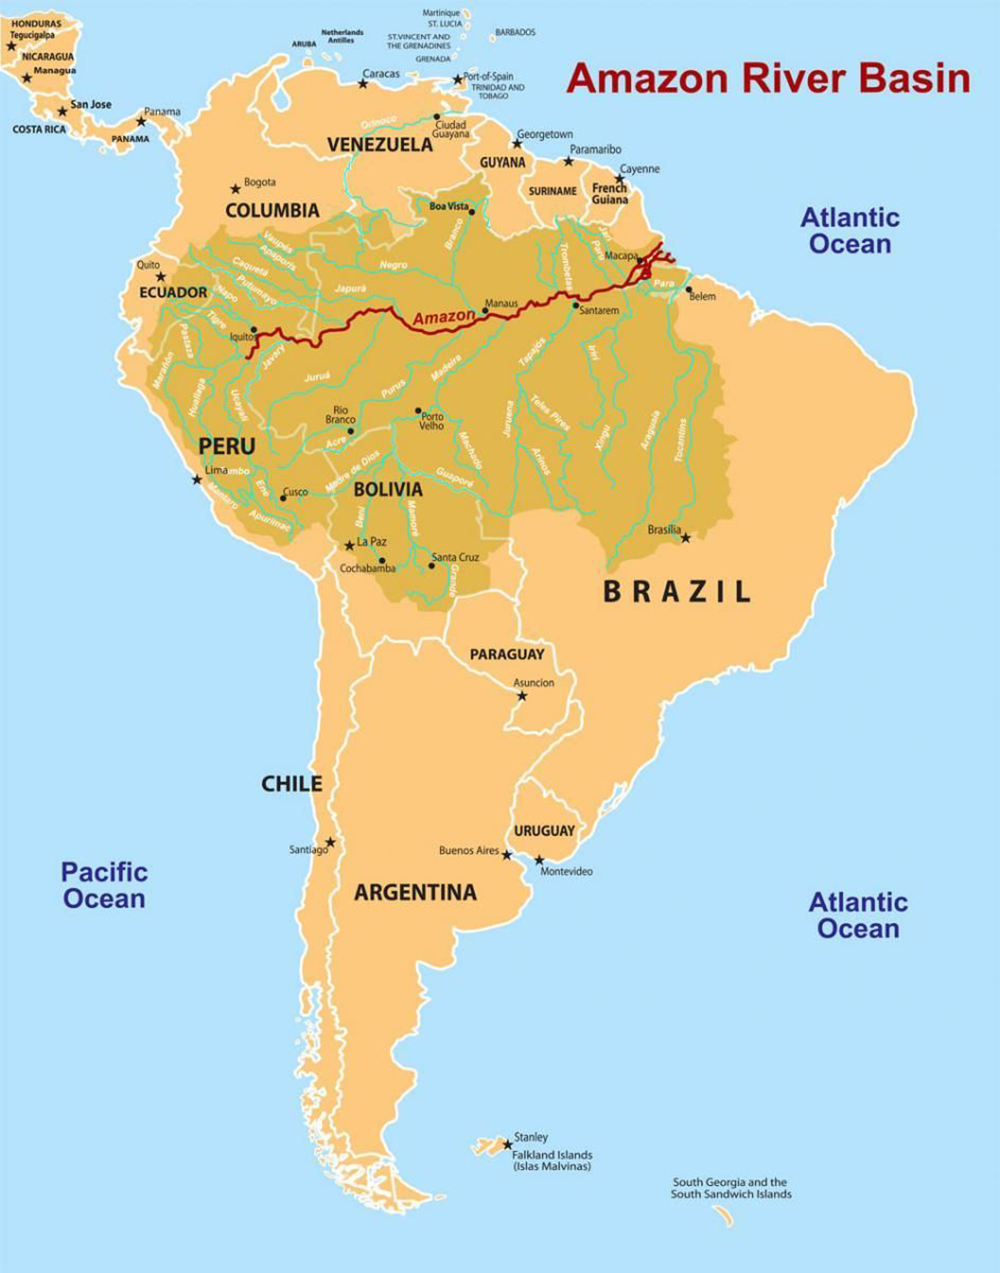 HONDURAS
Tegucigalpa
NICARAGUA
Managua
San Jose
COSTA RICA
Panama
PANAMA
ARUBA
Netherlands
Antilles
Martinique
ST. LUCIA
ST.VINCENT AND
THE GRENADINES
BARBADOS
GRENADA
Caracas
Port-of-Spain
TRINIDAD AND
TOBAGO
Amazon River Basin
Orinoco
Ciudad
Guayana
VENEZUELA
Georgetown
GUYANA
Paramaribo
SURINAME
Cayenne
French
Guiana
Bogota
COLUMBIA
Boa Vista
Branco
Atlantic
Ocean
Quito
ECUADOR
Vaupés
Apaporis
Caquetá
Putumayo
Napo
Tigre
Pastaza
Marañón
Negro
Japurá
Trombetas
Paru
Jari
Macapa
Para
Belem
Iquitos
Amazon
Manaus
Santarem
Javary
Huallaga
Ucayali
Juruá
Purus
Madeira
Tapajós
Iriri
Rio
Branco
Acre
Porto
Velho
Machado
Juruena
Teles Pires
Arinos
Xingu
Araguaia
Tocantins
PERU
Lima
mbo
Mantaro
Ene
Apurimac
Cusco
Madre de Dios
BOLIVIA
Guaporé
Beni
Mamoré
La Paz
Cochabamba
Santa Cruz
Grande
Brasília
BRAZIL
PARAGUAY
Asuncion
CHILE
Santiago
URUGUAY
Buenos Aires
Montevideo
ARGENTINA
Pacific
Ocean
Atlantic
Ocean
Stanley
Falkland Islands
(Islas Malvinas)
South Georgia and the
South Sandwich Islands